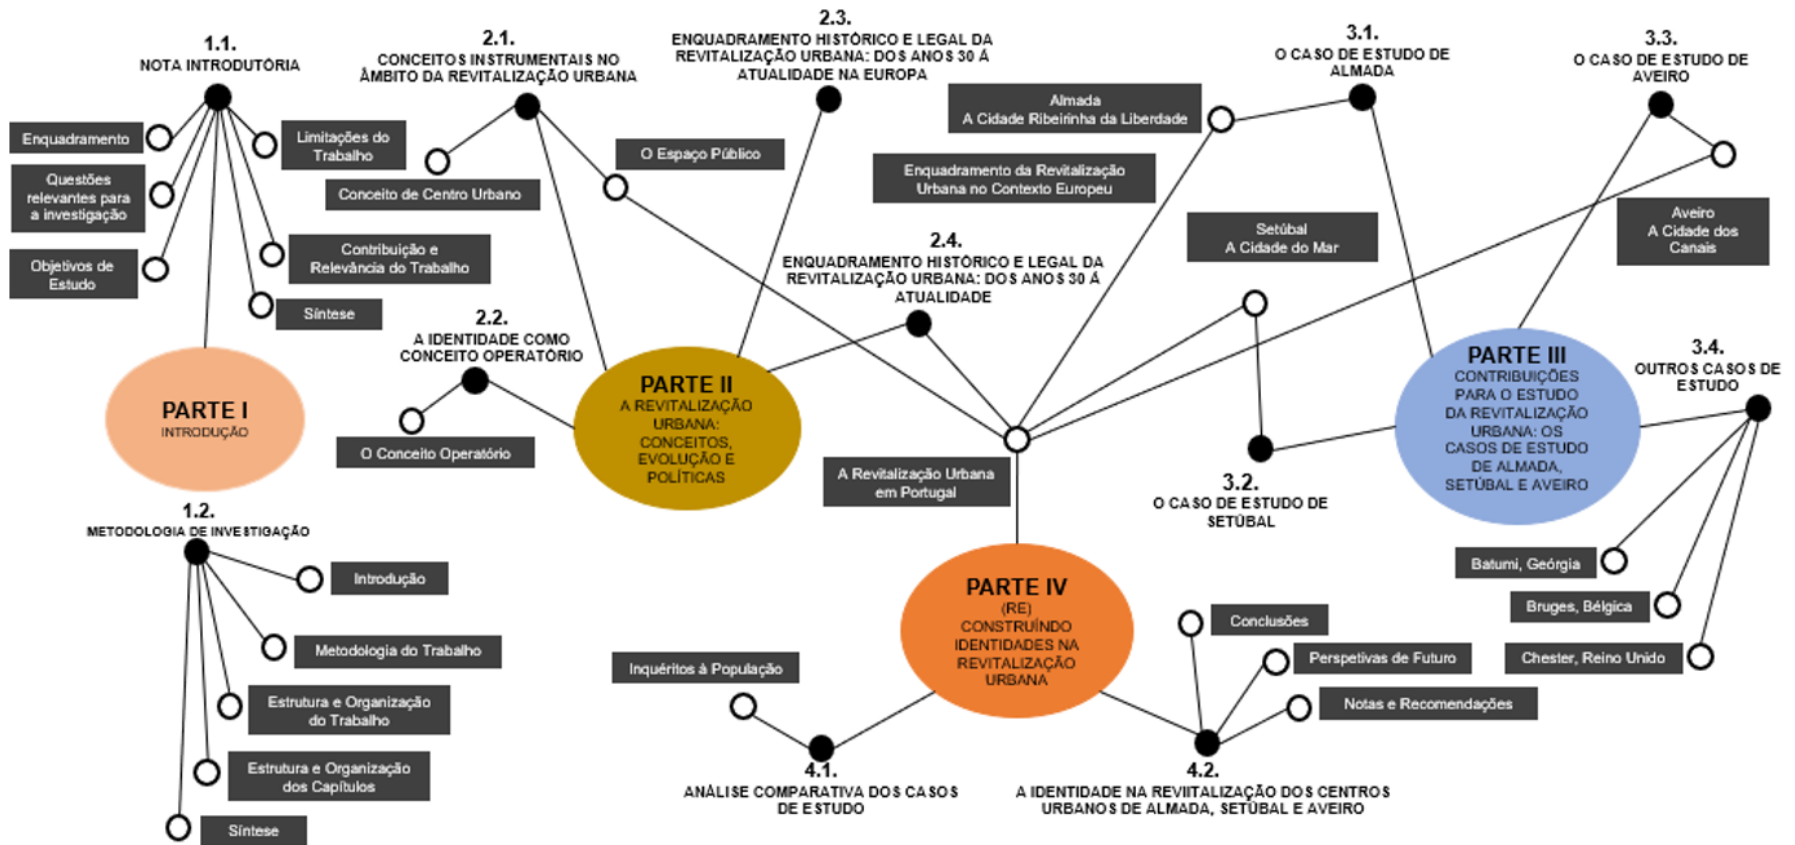 1.1.
NOTA INTRODUTÓRIA
Enquadramento
Questões
relevantes para
a investigação
Objetivos de
Estudo
Limitações do
Trabalho
Contribuição e
Relevância do Trabalho
Síntese
PARTE I
INTRODUÇÃO
1.2.
METODOLOGIA DE INVESTIGAÇÃO
Introdução
Metodologia do Trabalho
Estrutura e Organização
do Trabalho
Estrutura e Organização
dos Capítulos
Síntese
2.1.
CONCEITOS INSTRUMENTAIS NO
ÂMBITO DA REVITALIZAÇÃO URBANA
Conceito de Centro Urbano
O Espaço Público
2.2.
A IDENTIDADE COMO
CONCEITO OPERATÓRIO
O Conceito Operatório
2.3.
ENQUADRAMENTO HISTÓRICO E LEGAL DA
REVITALIZAÇÃO URBANA: DOS ANOS 30 Á
ATUALIDADE NA EUROPA
Enquadramento da Revitalização
Urbana no Contexto Europeu
2.4.
ENQUADRAMENTO HISTÓRICO E LEGAL DA
REVITALIZAÇÃO URBANA: DOS ANOS 30 Á
ATUALIDADE
PARTE II
A REVITALIZAÇÃO
URBANA:
CONCEITOS,
EVOLUÇÃO E
POLÍTICAS
A Revitalização Urbana
em Portugal
3.1.
O CASO DE ESTUDO DE
ALMADA
Almada
A Cidade Ribeirinha da Liberdade
Setúbal
A Cidade do Mar
3.2.
O CASO DE ESTUDO DE
SETÚBAL
3.3.
O CASO DE ESTUDO DE
AVEIRO
Aveiro
A Cidade dos
Canais
PARTE III
CONTRIBUIÇÕES
PARA O ESTUDO
DA REVITALIZAÇÃO
URBANA: OS
CASOS DE ESTUDO
DE ALMADA,
SETÚBAL E AVEIRO
3.4.
OUTROS CASOS DE
ESTUDO
Batumi, Geórgia
Bruges, Bélgica
Chester, Reino Unido
PARTE IV
(RE)
CONSTRUÍNDO
IDENTIDADES NA
REVITALIZAÇÃO
URBANA
Inquéritos à População
4.1.
ANÁLISE COMPARATIVA DOS CASOS
DE ESTUDO
Conclusões
Perspetivas de Futuro
Notas e Recomendações
4.2.
A IDENTIDADE NA REVIITALIZAÇÃO DOS CENTROS
URBANOS DE ALMADA, SETÚBAL E AVEIRO